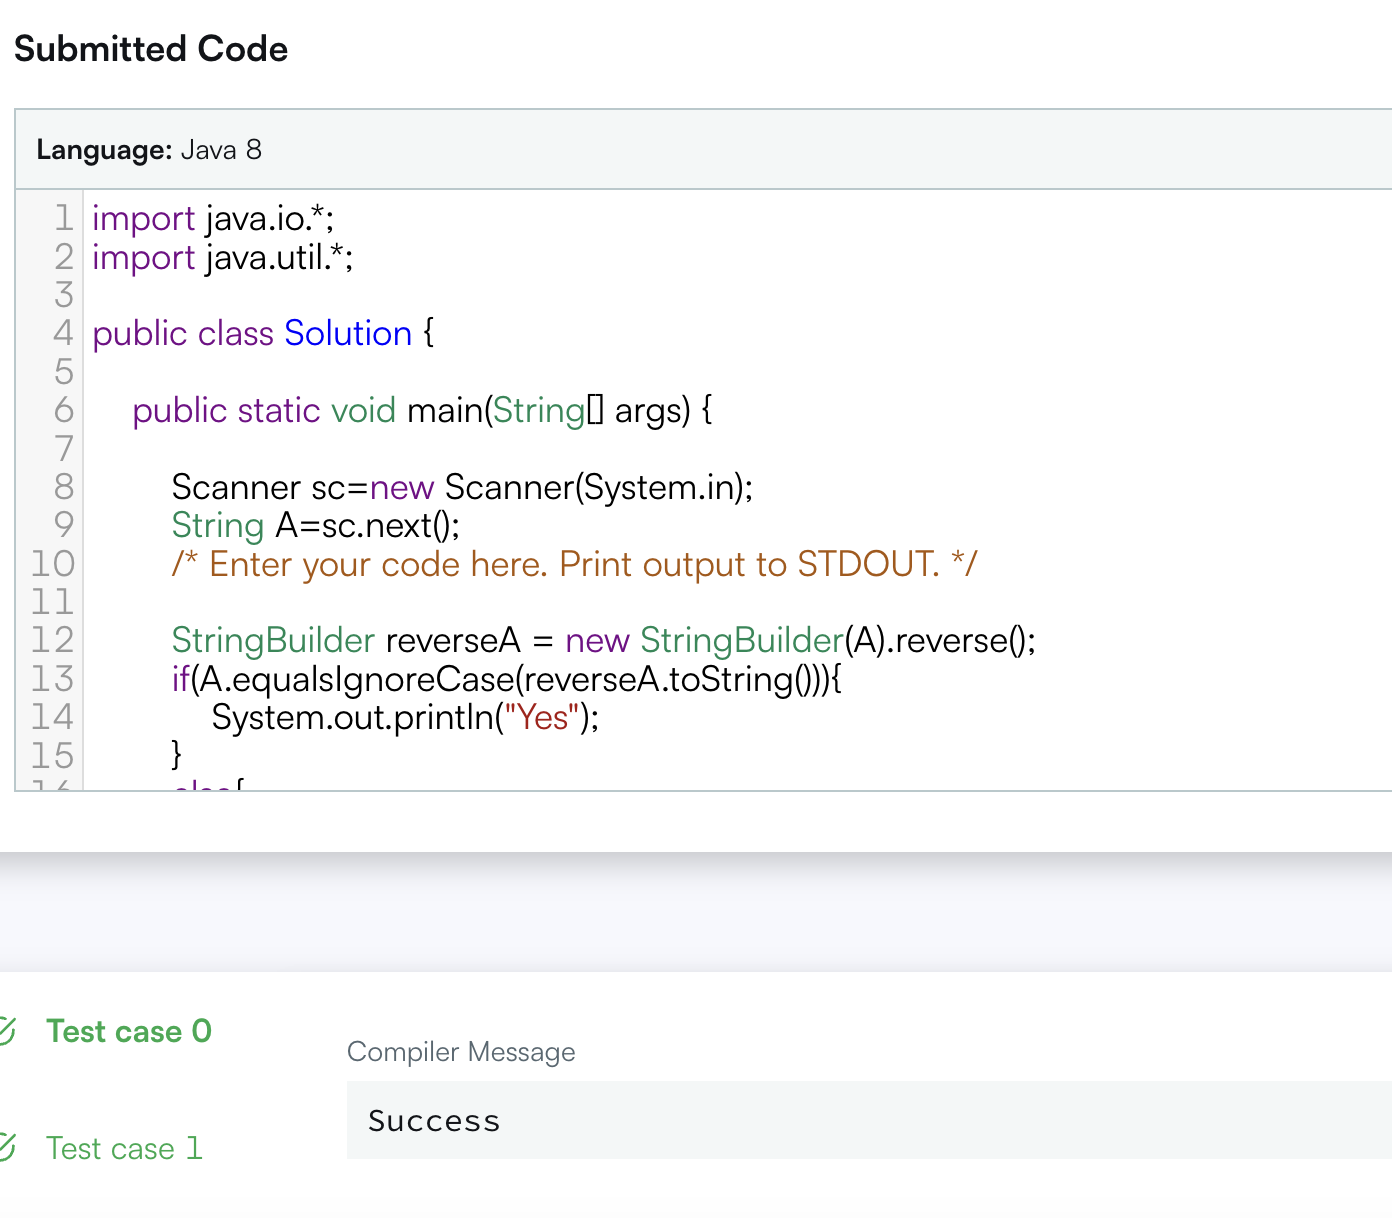 Submitted Code
Language: Java 8
1 import java.io.*;
2 import java.util.*;
3
4 public class Solution {
5
6 public static void main(String[] args) {
7
8 Scanner sc=new Scanner(System.in);
9 String A=sc.next();
10 /* Enter your code here. Print output to STDOUT. */
11
12 StringBuilder reverseA = new StringBuilder(A).reverse();
13 if(A.equalsIgnoreCase(reverseA.toString())){
14 System.out.println("Yes");
15 }
16 else{
Test case 0
Compiler Message
Success
Test case 1